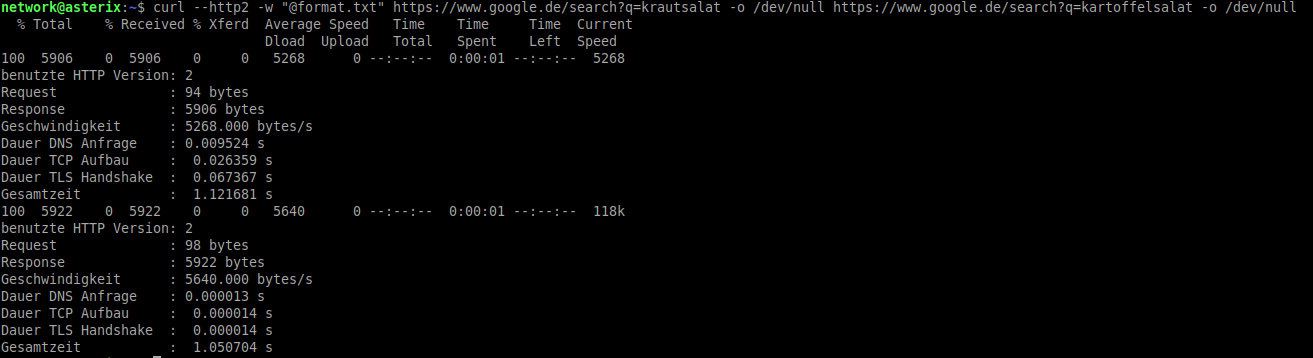 network@asterix:~$ curl --http2 -w "@format.txt" https://www.google.de/search?q=krautsalat -o /dev/null https://www.google.de/search?q=kartoffelsalat -o /dev/null
  % Total    % Received % Xferd  Average Speed   Time    Time     Time  Current
                                 Dload  Upload   Total   Spent    Left  Speed
100  5906    0  5906    0     0   5268      0 --:--:--  0:00:01 --:--:--  5268
benutzte HTTP Version: 2
Request              : 94 bytes
Response             : 5906 bytes
Geschwindigkeit      : 5268.000 bytes/s
Dauer DNS Anfrage    : 0.009524 s
Dauer TCP Aufbau     :  0.026359 s
Dauer TLS Handshake  :  0.067367 s
Gesamtzeit           :  1.121681 s
100  5922    0  5922    0     0   5640      0 --:--:--  0:00:01 --:--:--  118k
benutzte HTTP Version: 2
Request              : 98 bytes
Response             : 5922 bytes
Geschwindigkeit      : 5640.000 bytes/s
Dauer DNS Anfrage    : 0.000013 s
Dauer TCP Aufbau     :  0.000014 s
Dauer TLS Handshake  :  0.000014 s
Gesamtzeit           :  1.050704 s